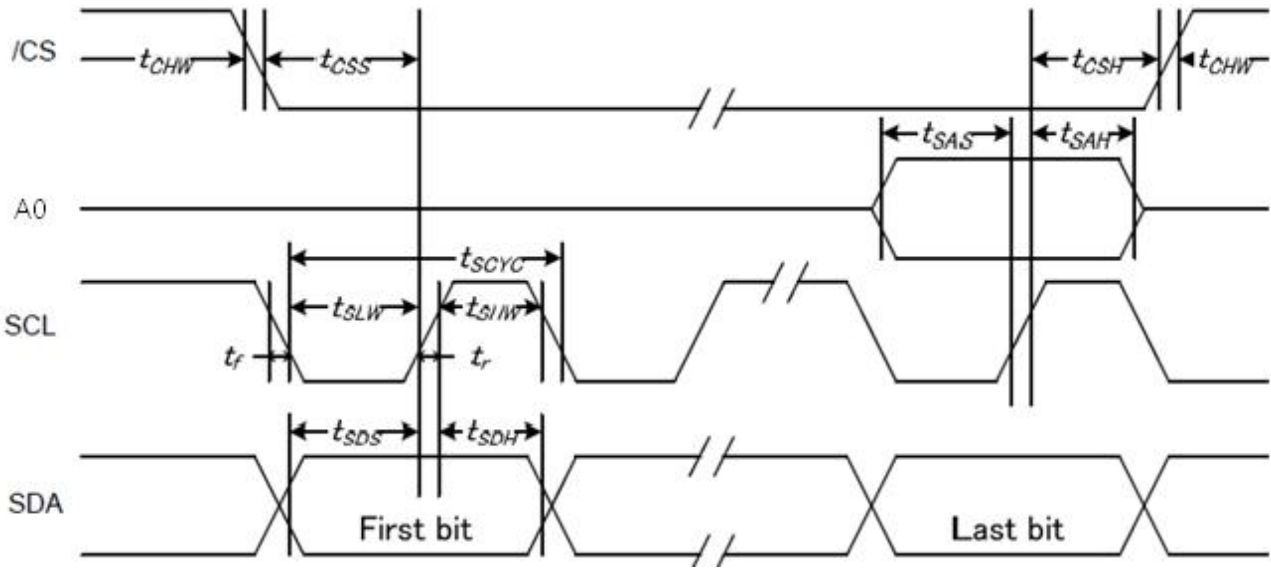 /CS
tCHW
tCSS
tCSH
tCHW
A0
tSAS
tSAH
SCL
tSCYC
tSLW
tSHW
tf
tr
SDA
tSDS
tSDH
First bit
Last bit